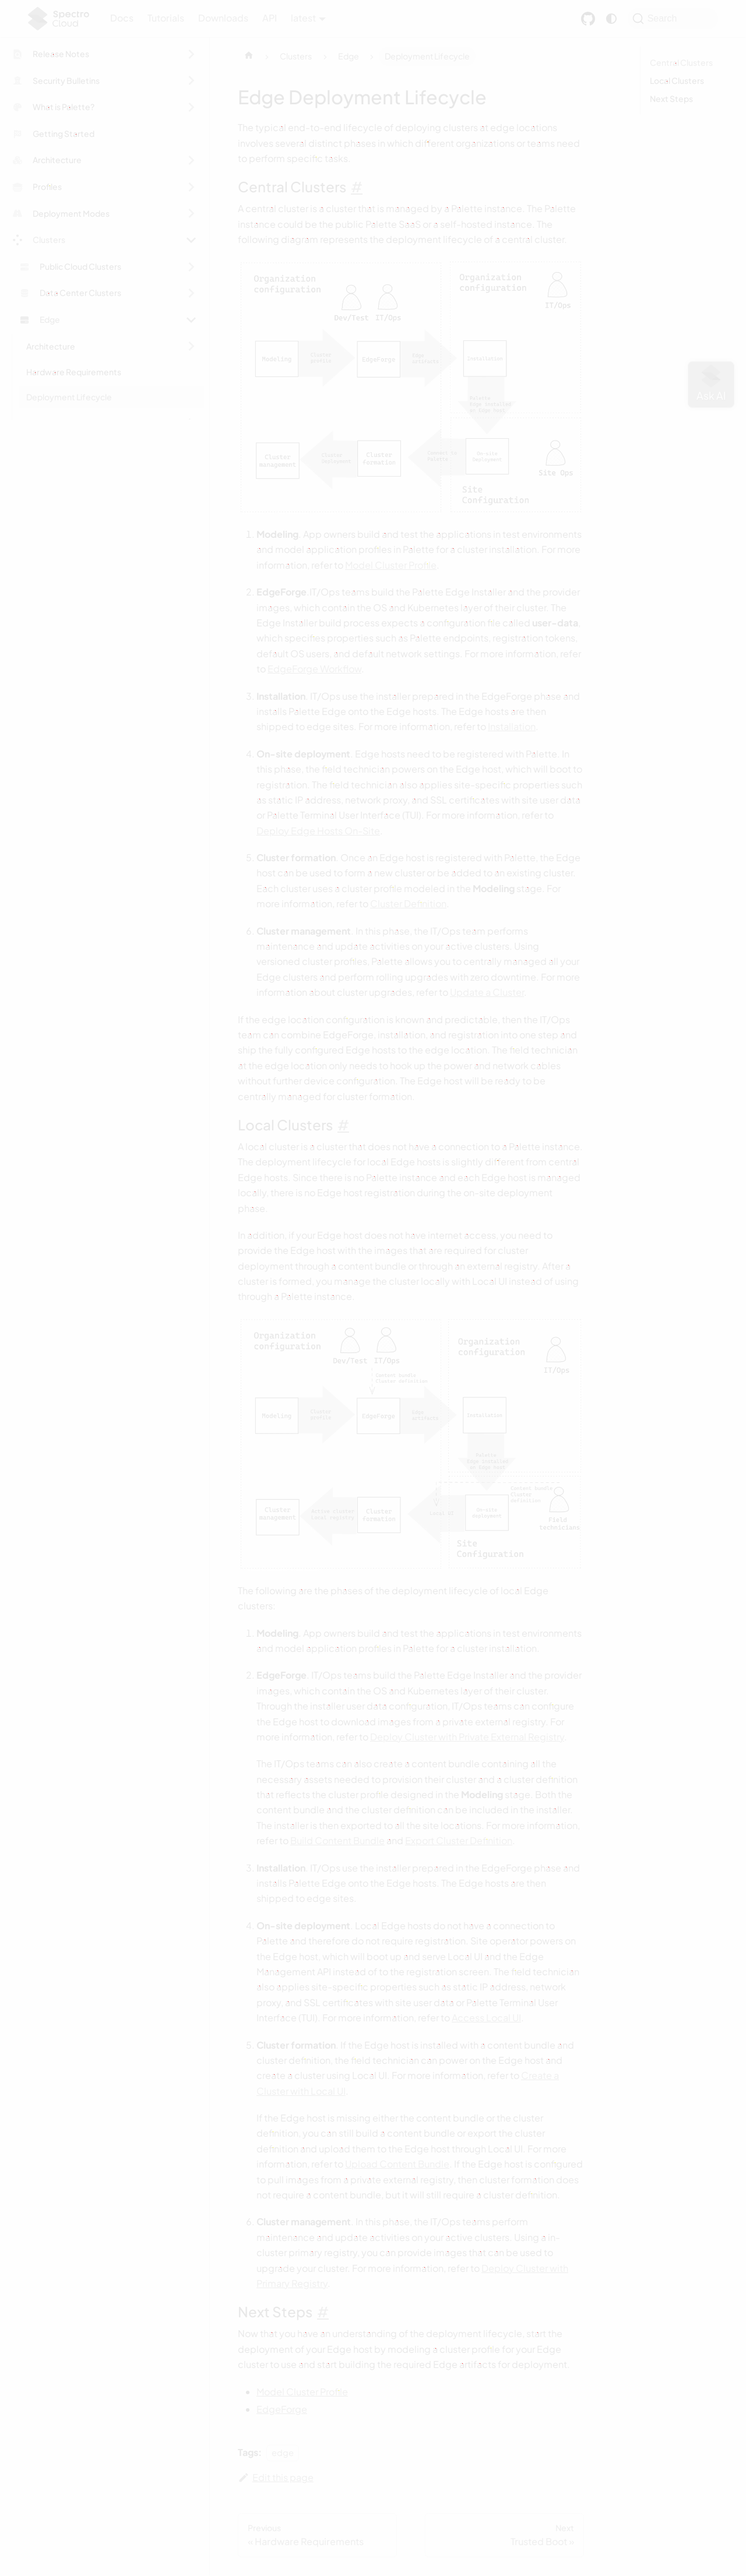 Spectro Cloud
Docs Tutorials Downloads API latest Search
Release Notes
Security Bulletins
What is Palette?
Getting Started
Architecture
Profiles
Deployment Modes
Clusters
Public Cloud Clusters
Data Center Clusters
Edge
Architecture
Hardware Requirements
Deployment Lifecycle
Clusters Edge Deployment Lifecycle
Central Clusters
Local Clusters
Next Steps
Ask AI
Edge Deployment Lifecycle
The typical end-to-end lifecycle of deploying clusters at edge locations
involves several distinct phases in which different organizations or teams need
to perform specific tasks.
Central Clusters #
A central cluster is a cluster that is managed by a Palette instance. The Palette
instance could be the public Palette SaaS or a self-hosted instance. The
following diagram represents the deployment lifecycle of a central cluster.
Organization
configuration
Dev/Test IT/Ops
Organization
configuration
IT/Ops
Modeling
Cluster
profile
EdgeForge
Edge
artifacts
Installation
Cluster
management
Cluster
formation
On-site
deployment
Site Ops
Site
Configuration
1. Modeling. App owners build and test the applications in test environments
and model application profiles in Palette for a cluster installation. For more
information, refer to Model Cluster Profile.
2. EdgeForge. IT/Ops teams build the Palette Edge Installer and the provider
images, which contain the OS and Kubernetes layer of their cluster. The
Edge Installer build process expects a configuration file called user-data,
which specifies properties such as Palette endpoints, registration tokens,
default OS users, and default network settings. For more information, refer
to EdgeForge Workflow.
3. Installation. IT/Ops use the installer prepared in the EdgeForge phase and
installs Palette Edge onto the Edge hosts. The Edge hosts are then
shipped to edge sites. For more information, refer to Installation.
4. On-site deployment. Edge hosts need to be registered with Palette. In
this phase, the field technician powers on the Edge host, which will boot to
registration. The field technician also applies site-specific properties such
as static IP address, network proxy, and SSL certificates with site user data
or Palette Terminal User Interface (TUI). For more information, refer to
Deploy Edge Hosts On-Site.
5. Cluster formation. Once an Edge host is registered with Palette, the Edge
host can be used to form a new cluster or be added to an existing cluster.
Each cluster uses a cluster profile modeled in the Modeling stage. For
more information, refer to Cluster Definition.
6. Cluster management. In this phase, the IT/Ops team performs
maintenance and update activities on your active clusters. Using
versioned cluster profiles, Palette allows you to centrally managed all your
Edge clusters and perform rolling upgrades with zero downtime. For more
information about cluster upgrades, refer to Update a Cluster.
If the edge location configuration is known and predictable, then the IT/Ops
team can combine EdgeForge, installation, and registration into one step and
ship the fully configured Edge hosts to the edge location. The field technician
at the edge location only needs to hook up the power and network cables
without further device configuration. The Edge host will be ready to be
centrally managed for cluster formation.
Local Clusters #
A local cluster is a cluster that does not have a connection to a Palette instance.
The deployment lifecycle for local Edge hosts is slightly different from central
Edge hosts. Since there is no Palette instance and each Edge host is managed
locally, there is no Edge host registration during the on-site deployment
phase.
In addition, if your Edge host does not have internet access, you need to
provide the Edge host with the images that are required for cluster
deployment through a content bundle or through an external registry. After a
cluster is formed, you manage the cluster locally with Local UI instead of using
through a Palette instance.
Organization
configuration
Dev/Test IT/Ops
Organization
configuration
IT/Ops
Modeling
Cluster
profile
EdgeForge
Edge
artifacts
Installation
Cluster
management
Cluster
formation
Field
technicians
Site
Configuration
The following are the phases of the deployment lifecycle of local Edge
clusters:
1. Modeling. App owners build and test the applications in test environments
and model application profiles in Palette for a cluster installation.
2. EdgeForge. IT/Ops teams build the Palette Edge Installer and the provider
images, which contain the OS and Kubernetes layer of their cluster.
Through the installer user data configuration, IT/Ops teams can configure
the Edge host to download images from a private external registry. For
more information, refer to Deploy Cluster with Private External Registry.
The IT/Ops teams can also create a content bundle containing all the
necessary assets needed to provision their cluster and a cluster definition
that reflects the cluster profile designed in the Modeling stage. Both the
content bundle and the cluster definition can be included in the installer.
The installer is then exported to all the site locations. For more information,
refer to Build Content Bundle and Export Cluster Definition.
3. Installation. IT/Ops use the installer prepared in the EdgeForge phase and
installs Palette Edge onto the Edge hosts. The Edge hosts are then
shipped to edge sites.
4. On-site deployment. Local Edge hosts do not have a connection to
Palette and therefore do not require registration. Site operator powers on
the Edge host, which will boot up and serve Local UI and the Edge
Management API instead of to the registration screen. The field technician
also applies site-specific properties such as static IP address, network
proxy, and SSL certificates with site user data or Palette Terminal User
Interface (TUI). For more information, refer to Access Local UI.
5. Cluster formation. If the Edge host is installed with a content bundle and
cluster definition, the field technician can power on the Edge host and
create a cluster using Local UI. For more information, refer to Create a
Cluster with Local UI.
If the Edge host is missing either the content bundle or the cluster
definition, you can still build a content bundle or export the cluster
definition and upload them to the Edge host through Local UI. For more
information, refer to Upload Content Bundle. If the Edge host is configured
to pull images from a private external registry, then cluster formation does
not require a content bundle, but it will still require a cluster definition.
6. Cluster management. In this phase, the IT/Ops teams perform
maintenance and update activities on your active clusters. Using a in-
cluster primary registry, you can provide images that can be used to
upgrade your cluster. For more information, refer to Deploy Cluster with
Primary Registry.
Next Steps #
Now that you have an understanding of the deployment lifecycle, start the
deployment of your Edge host by modeling a cluster profile for your Edge
cluster to use and start building the required Edge artifacts for deployment.
Model Cluster Profile
EdgeForge
Tags: edge
Edit this page
Previous
« Hardware Requirements
Next
Trusted Boot »